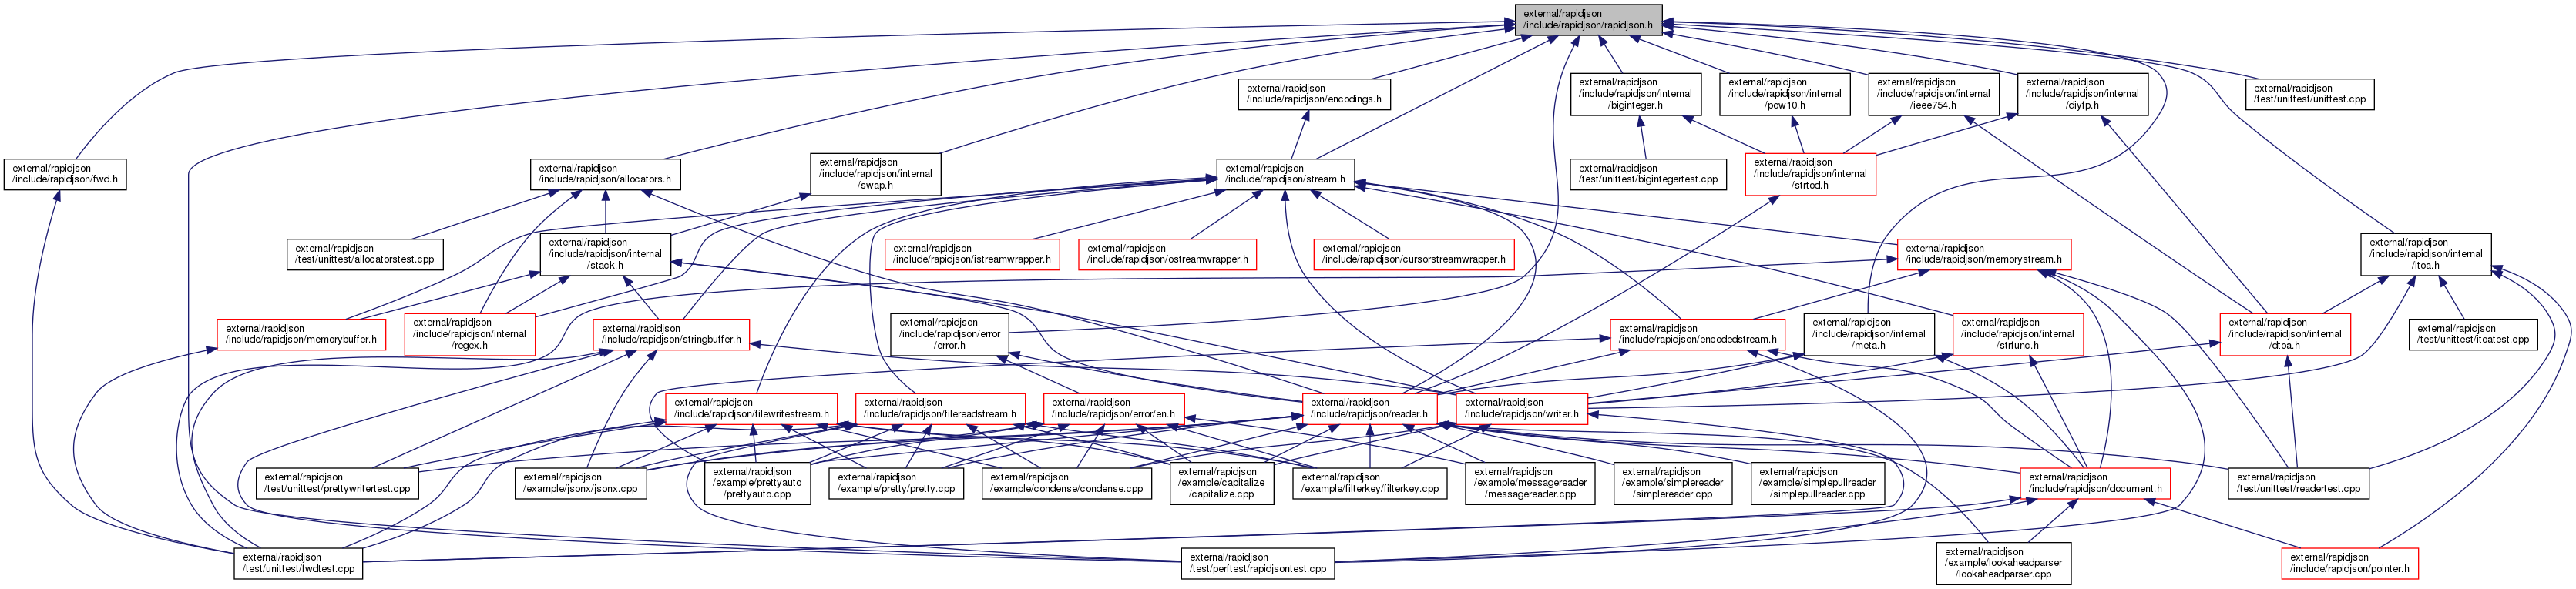 external/rapidjson
/include/rapidjson/rapidjson.h
external/rapidjson
/include/rapidjson/encodings.h
external/rapidjson
/include/rapidjson/internal
/biginteger.h
external/rapidjson
/include/rapidjson/internal
/pow10.h
external/rapidjson
/include/rapidjson/internal
/ieee754.h
external/rapidjson
/include/rapidjson/internal
/diyfp.h
external/rapidjson
/test/unittest/unittest.cpp
external/rapidjson
/include/rapidjson/fwd.h
external/rapidjson
/include/rapidjson/allocators.h
external/rapidjson
/include/rapidjson/internal
/swap.h
external/rapidjson
/include/rapidjson/stream.h
external/rapidjson
/test/unittest/bigintegertest.cpp
external/rapidjson
/include/rapidjson/internal
/strtod.h
external/rapidjson
/test/unittest/allocatorstest.cpp
external/rapidjson
/include/rapidjson/internal
/stack.h
external/rapidjson
/include/rapidjson/istreamwrapper.h
external/rapidjson
/include/rapidjson/ostreamwrapper.h
external/rapidjson
/include/rapidjson/cursorstreamwrapper.h
external/rapidjson
/include/rapidjson/memorystream.h
external/rapidjson
/include/rapidjson/internal
/itoa.h
external/rapidjson
/include/rapidjson/memorybuffer.h
external/rapidjson
/include/rapidjson/internal
/regex.h
external/rapidjson
/include/rapidjson/stringbuffer.h
external/rapidjson
/include/rapidjson/error
/error.h
external/rapidjson
/include/rapidjson/encodedstream.h
external/rapidjson
/include/rapidjson/internal
/meta.h
external/rapidjson
/include/rapidjson/internal
/strfunc.h
external/rapidjson
/include/rapidjson/internal
/dtoa.h
external/rapidjson
/test/unittest/itoatest.cpp
external/rapidjson
/include/rapidjson/filewritestream.h
external/rapidjson
/include/rapidjson/filereadstream.h
external/rapidjson
/include/rapidjson/error/en.h
external/rapidjson
/include/rapidjson/reader.h
external/rapidjson
/include/rapidjson/writer.h
external/rapidjson
/test/unittest/prettywritertest.cpp
external/rapidjson
/example/jsonx/jsonx.cpp
external/rapidjson
/example/prettyauto
/prettyauto.cpp
external/rapidjson
/example/pretty/pretty.cpp
external/rapidjson
/example/condense/condense.cpp
external/rapidjson
/example/capitalize
/capitalize.cpp
external/rapidjson
/example/filterkey/filterkey.cpp
external/rapidjson
/example/messagereader
/messagereader.cpp
external/rapidjson
/example/simplereader
/simplereader.cpp
external/rapidjson
/example/simplepullreader
/simplepullreader.cpp
external/rapidjson
/include/rapidjson/document.h
external/rapidjson
/test/unittest/readertest.cpp
external/rapidjson
/test/unittest/fwdtest.cpp
external/rapidjson
/test/perftest/rapidjsontest.cpp
external/rapidjson
/example/lookaheadparser
/lookaheadparser.cpp
external/rapidjson
/include/rapidjson/pointer.h